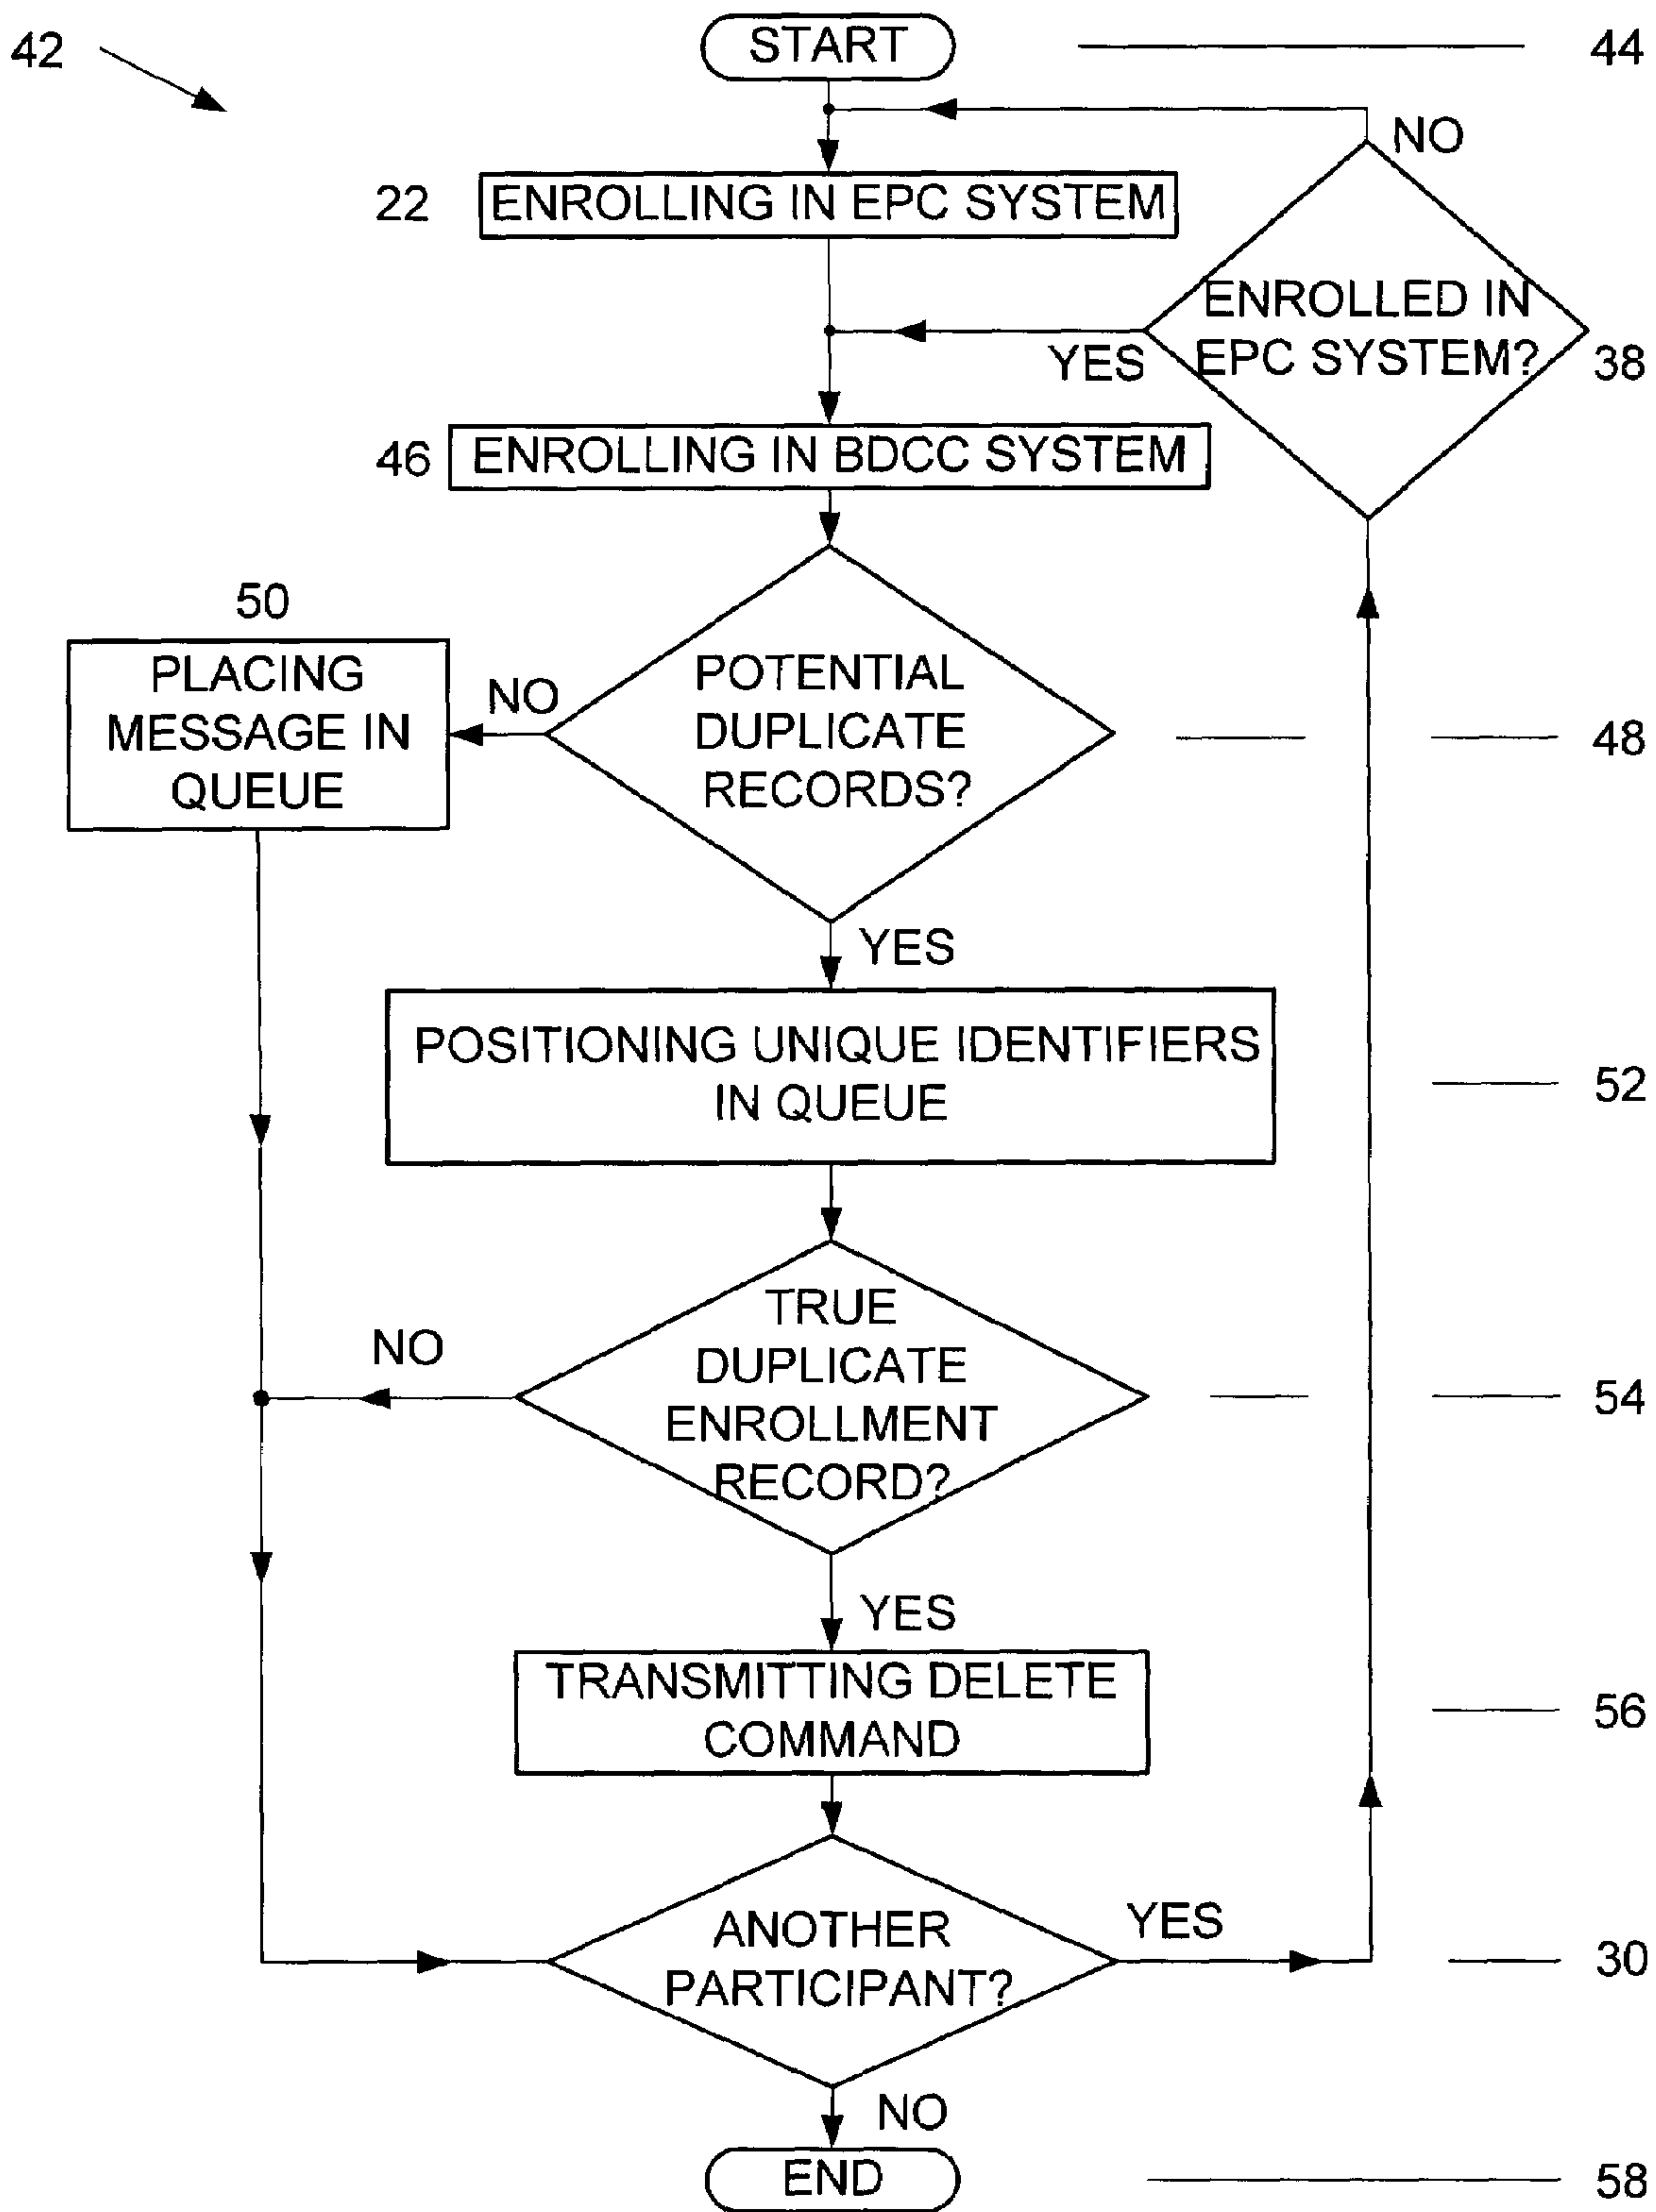 42
START
44
NO
22
ENROLLING IN EPC SYSTEM
ENROLLED IN
EPC SYSTEM?
38
YES
46
ENROLLING IN BDCC SYSTEM
50
PLACING
MESSAGE IN
QUEUE
NO
POTENTIAL
DUPLICATE
RECORDS?
48
YES
POSITIONING UNIQUE IDENTIFIERS
IN QUEUE
52
NO
TRUE
DUPLICATE
ENROLLMENT
RECORD?
54
YES
TRANSMITTING DELETE
COMMAND
56
ANOTHER
PARTICIPANT?
YES
30
NO
END
58